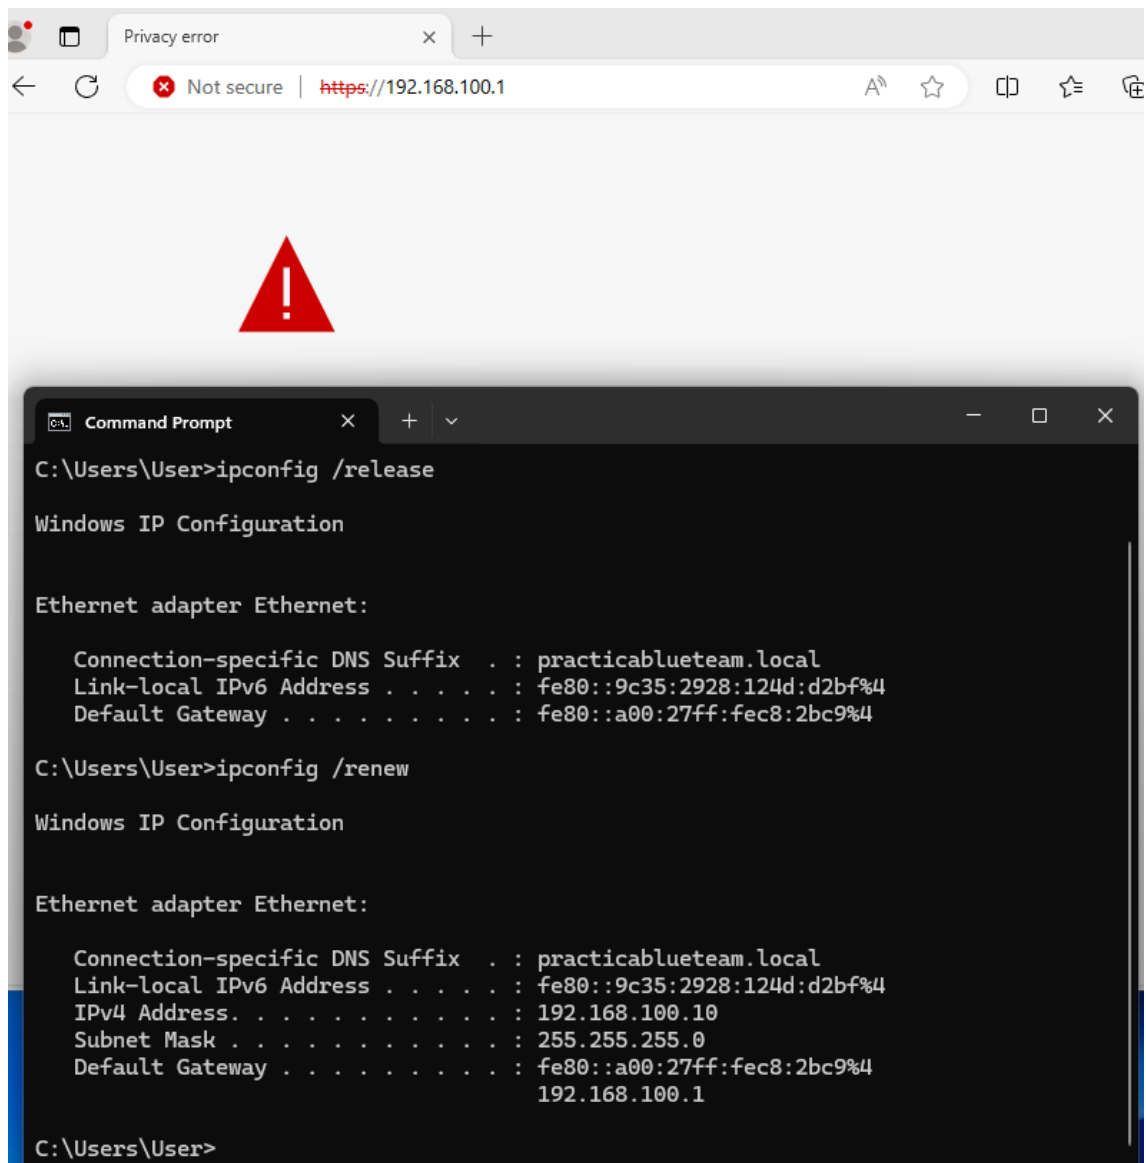 Privacy error
Not secure | https://192.168.100.1
Command Prompt
C:\Users\User>ipconfig /release
Windows IP Configuration
Ethernet adapter Ethernet:
Connection-specific DNS Suffix  . : practicablueteam.local
Link-local IPv6 Address . . . . . : fe80::9c35:2928:124d:d2bf%4
Default Gateway . . . . . . . . . : fe80::a00:27ff:fec8:2bc9%4
C:\Users\User>ipconfig /renew
Windows IP Configuration
Ethernet adapter Ethernet:
Connection-specific DNS Suffix  . : practicablueteam.local
Link-local IPv6 Address . . . . . : fe80::9c35:2928:124d:d2bf%4
IPv4 Address. . . . . . . . . . . : 192.168.100.10
Subnet Mask . . . . . . . . . . . : 255.255.255.0
Default Gateway . . . . . . . . . : fe80::a00:27ff:fec8:2bc9%4
192.168.100.1
C:\Users\User>